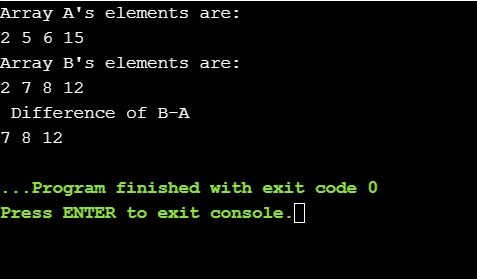 Array A's elements are:
2 5 6 15
Array B's elements are:
2 7 8 12
 Difference of B-A
7 8 12
...Program finished with exit code 0
Press ENTER to exit console.